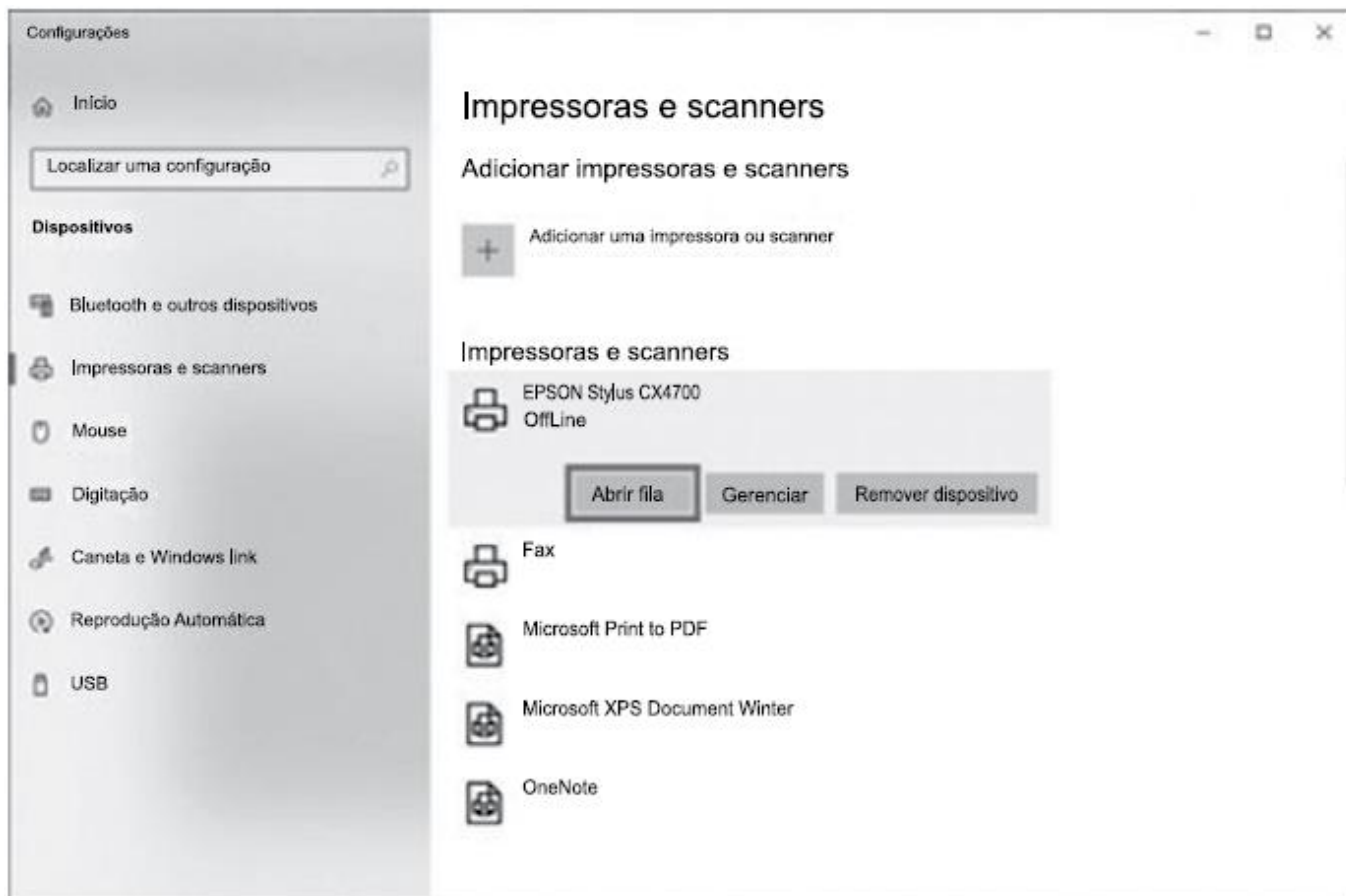 Configurações
Início
Localizar uma configuração
Dispositivos
Bluetooth e outros dispositivos
Impressoras e scanners
Mouse
Digitação
Caneta e Windows link
Reprodução Automática
USB
Impressoras e scanners
Adicionar impressoras e scanners
Adicionar uma impressora ou scanner
Impressoras e scanners
EPSON Stylus CX4700
OffLine
Abrir fila
Gerenciar
Remover dispositivo
Fax
Microsoft Print to PDF
Microsoft XPS Document Winter
OneNote